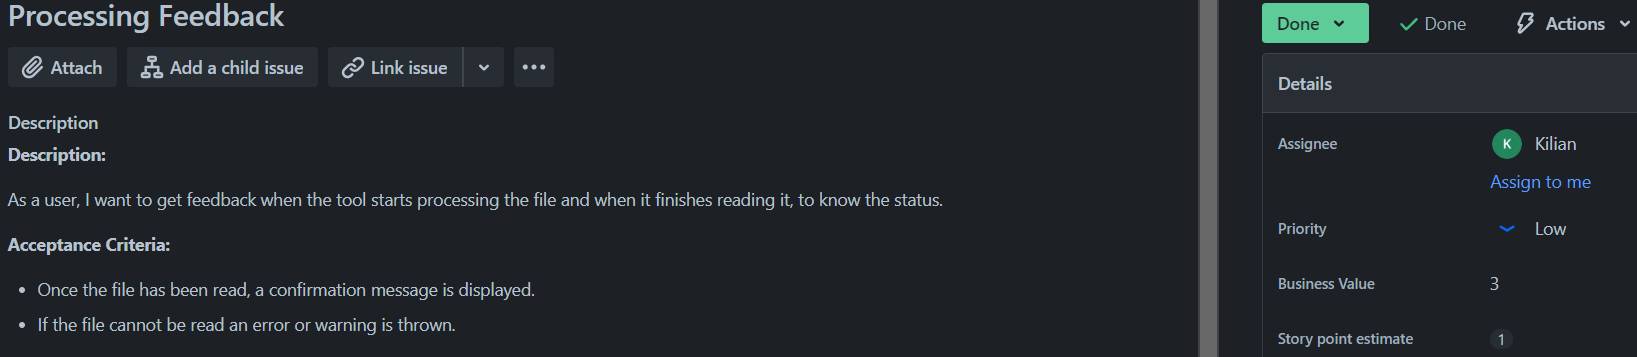 Processing Feedback
Attach
Add a child issue
Link issue
Description
Description:
As a user, I want to get feedback when the tool starts processing the file and when it finishes reading it, to know the status.
Acceptance Criteria:
• Once the file has been read, a confirmation message is displayed.
• If the file cannot be read an error or warning is thrown.
Done
Done
Actions
Details
Assignee
K
Kilian
Assign to me
Priority
Low
Business Value
3
Story point estimate
1